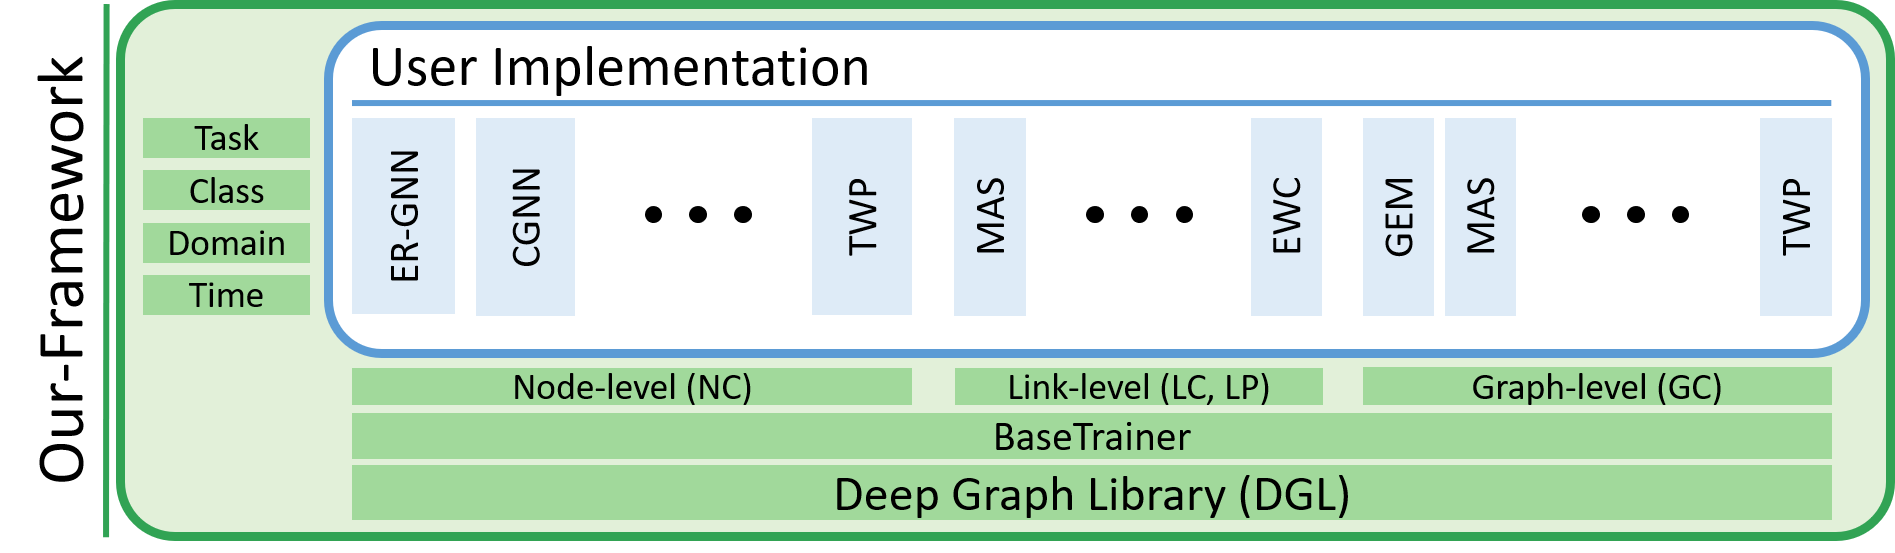 Our-Framework
User Implementation
Task
Class
Domain
Time
ER-GNN
CGNN
TWP
MAS
EWC
GEM
MAS
TWP
Node-level (NC)
Link-level (LC, LP)
Graph-level (GC)
BaseTrainer
Deep Graph Library (DGL)